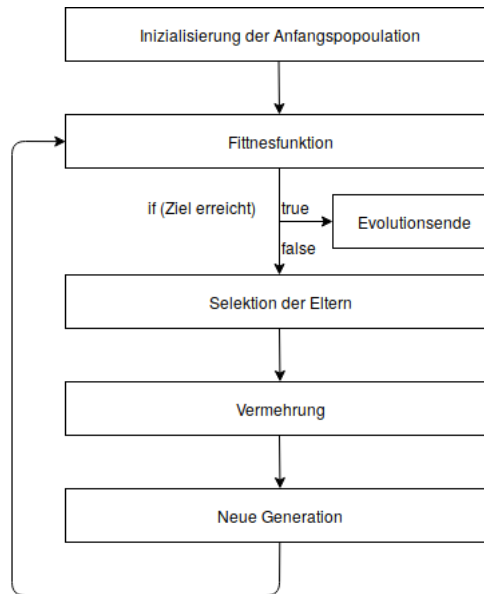 Inizialisierung der Anfangspopoulation
Fittnesfunktion
if (Ziel erreicht) true
Evolutionsende
false
Selektion der Eltern
Vermehrung
Neue Generation